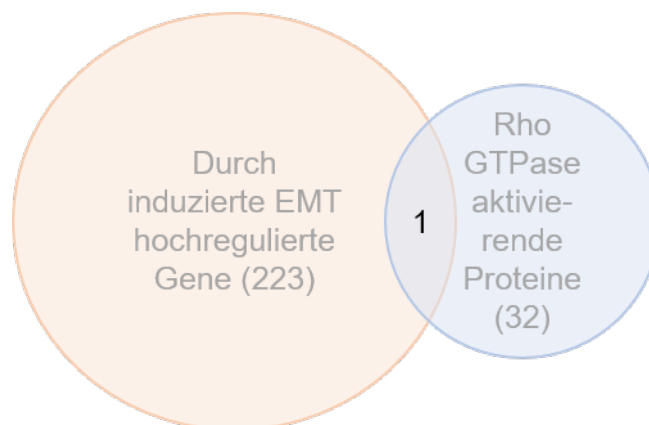 Durch
induzierte EMT
hochregulierte
Gene (223)
1
Rho
GTPase
aktivie-
rende
Proteine
(32)